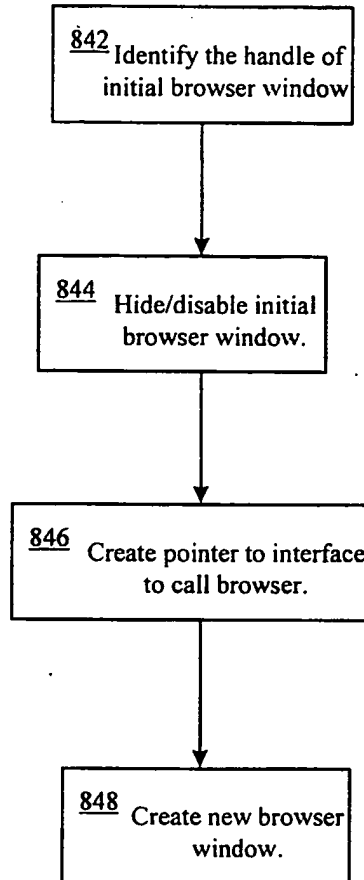 842 Identify the handle of
initial browser window
844 Hide/disable initial
browser window.
846 Create pointer to interface
to call browser.
848 Create new browser
window.